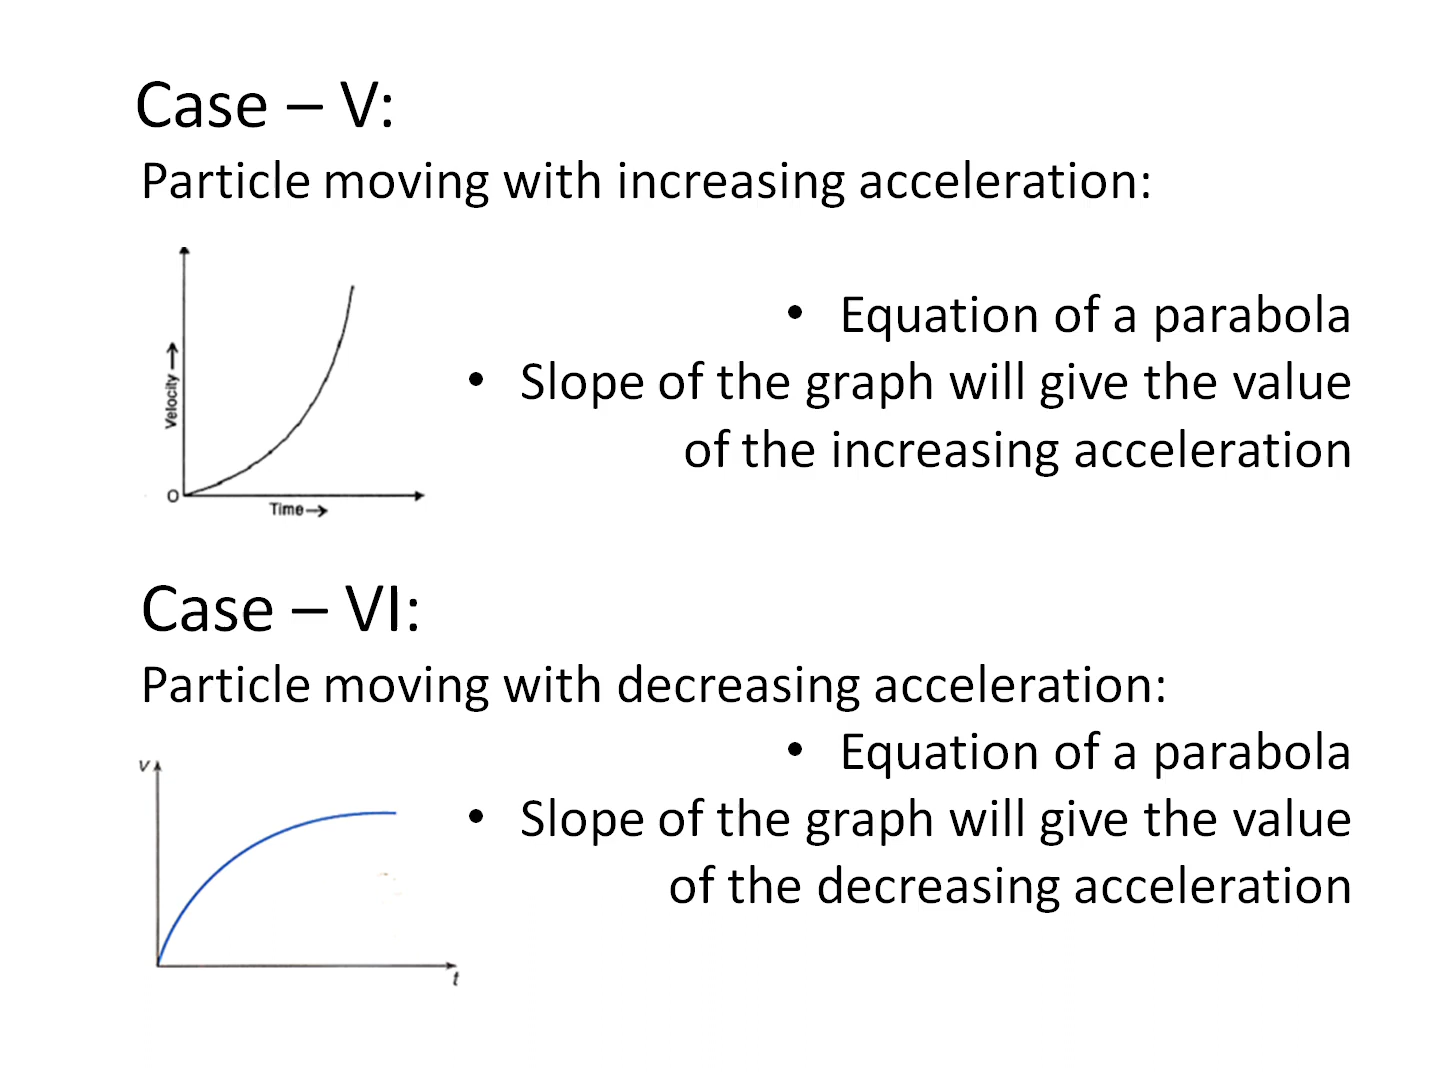 Case – V:
Particle moving with increasing acceleration:
Velocity→
O
Time→
• Equation of a parabola
• Slope of the graph will give the value
of the increasing acceleration
Case – VI:
Particle moving with decreasing acceleration:
v
t
• Equation of a parabola
• Slope of the graph will give the value
of the decreasing acceleration